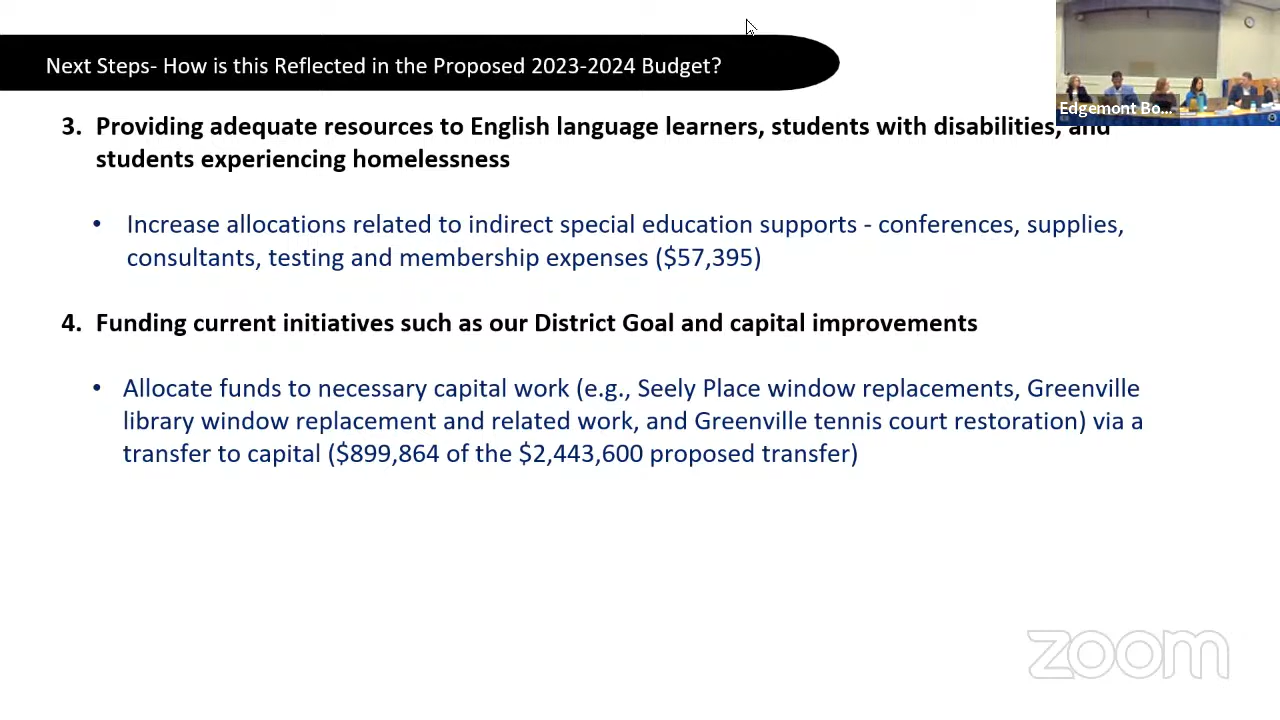 Next Steps- How is this Reflected in the Proposed 2023-2024 Budget?
Edgemont Bo...
3. Providing adequate resources to English language learners, students with disabilities, and
students experiencing homelessness
• Increase allocations related to indirect special education supports - conferences, supplies,
consultants, testing and membership expenses ($57,395)
4. Funding current initiatives such as our District Goal and capital improvements
• Allocate funds to necessary capital work (e.g., Seely Place window replacements, Greenville
library window replacement and related work, and Greenville tennis court restoration) via a
transfer to capital ($899,864 of the $2,443,600 proposed transfer)
zoom